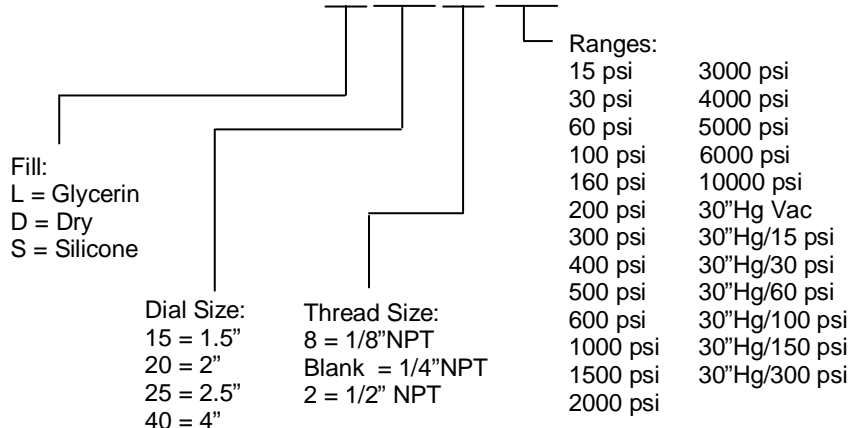 Ranges:
15 psi 3000 psi
30 psi 4000 psi
60 psi 5000 psi
100 psi 6000 psi
160 psi 10000 psi
200 psi 30”Hg Vac
300 psi 30”Hg/15 psi
400 psi 30”Hg/30 psi
500 psi 30”Hg/60 psi
600 psi 30”Hg/100 psi
1000 psi 30”Hg/150 psi
1500 psi 30”Hg/300 psi
2000 psi
Fill:
L = Glycerin
D = Dry
S = Silicone
Dial Size:
15 = 1.5”
20 = 2”
25 = 2.5”
40 = 4”
Thread Size:
8 = 1/8”NPT
Blank = 1/4”NPT
2 = 1/2” NPT